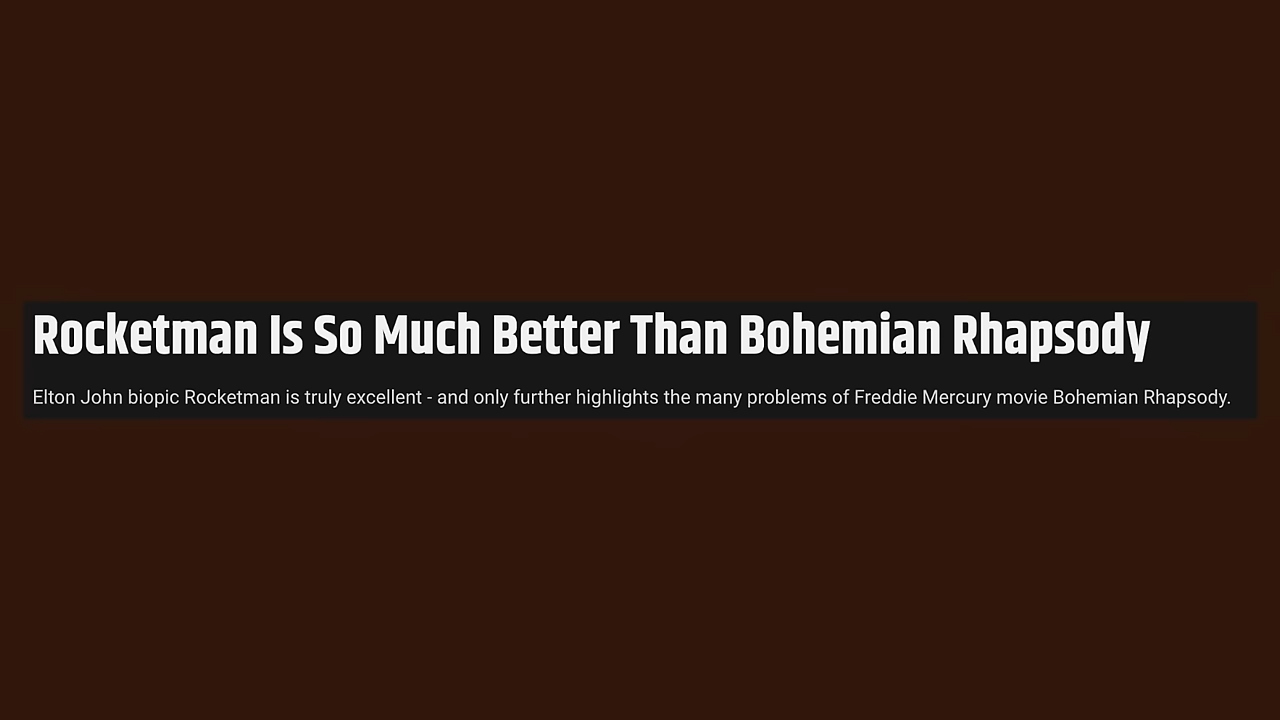 Rocketman Is So Much Better Than Bohemian Rhapsody
Elton John biopic Rocketman is truly excellent - and only further highlights the many problems of Freddie Mercury movie Bohemian Rhapsody.